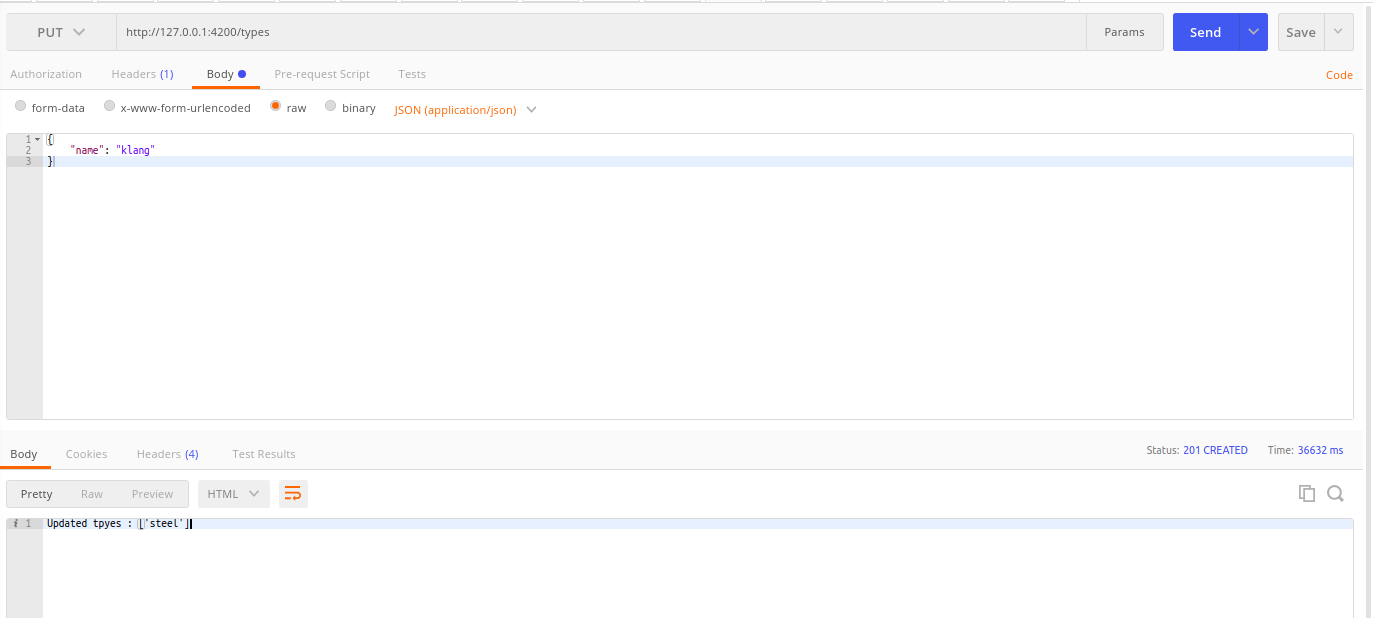 PUT http://127.0.0.1:4200/types Params Send Save
Authorization Headers (1) Body Pre-request Script Tests Code
form-data x-www-form-urlencoded raw binary JSON (application/json)
1 {
2 "name": "klang"
3 }
Body Cookies Headers (4) Test Results Status: 201 CREATED Time: 36632 ms
Pretty Raw Preview HTML
i 1 Updated tpyes : ['steel']